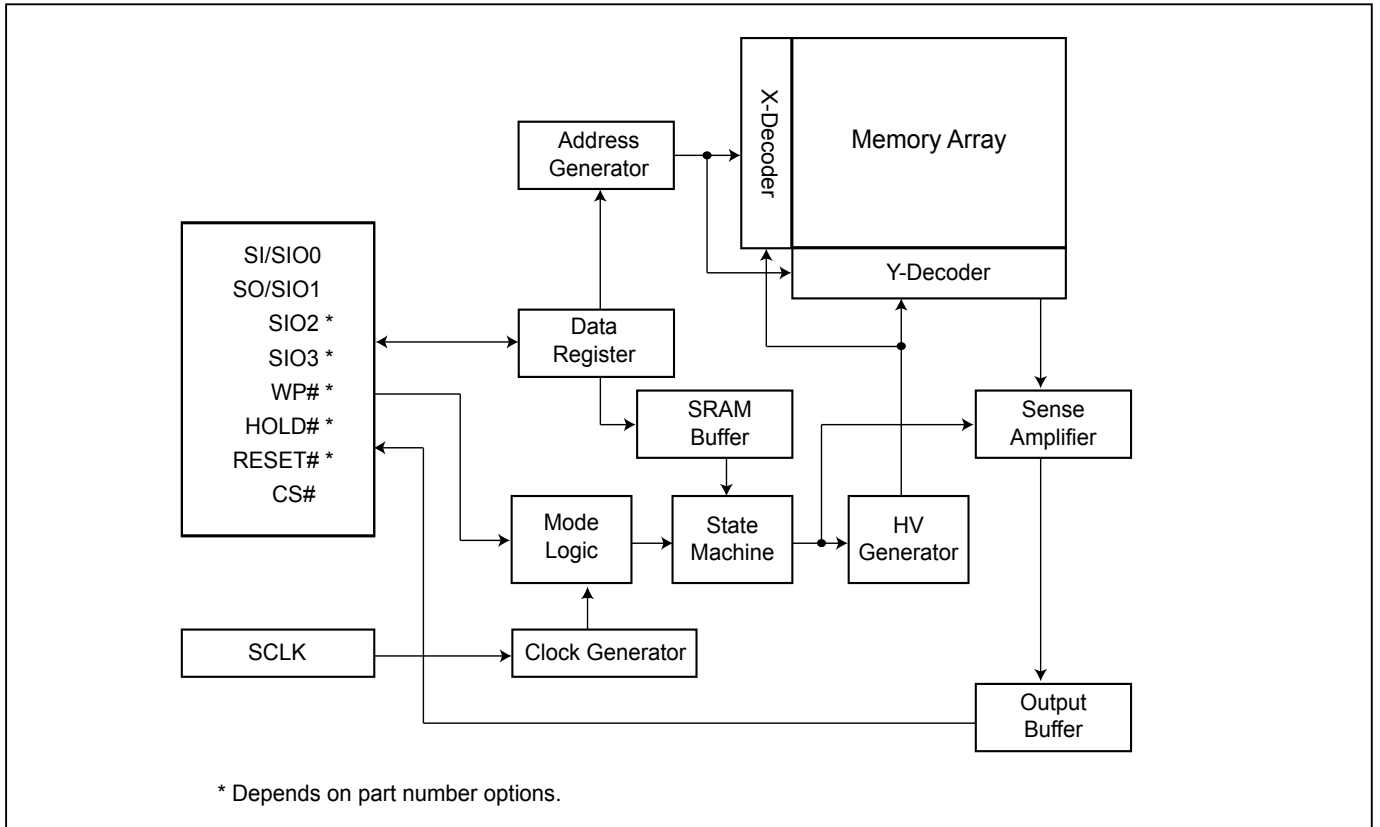 X-Decoder
Memory Array
Address
Generator
Y-Decoder
SI/SIO0
SO/SIO1
SIO2 *
SIO3 *
WP# *
HOLD# *
RESET# *
CS#
Data
Register
SRAM
Buffer
Sense
Amplifier
Mode
Logic
State
Machine
HV
Generator
SCLK
Clock Generator
Output
Buffer
* Depends on part number options.